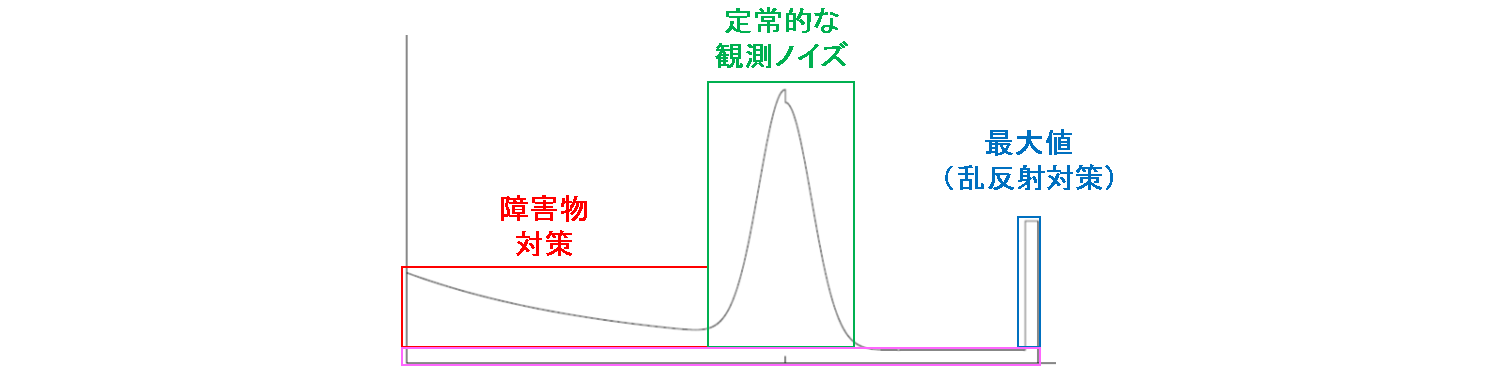 定常的な
観測ノイズ
最大値
（乱反射対策）
障害物
対策